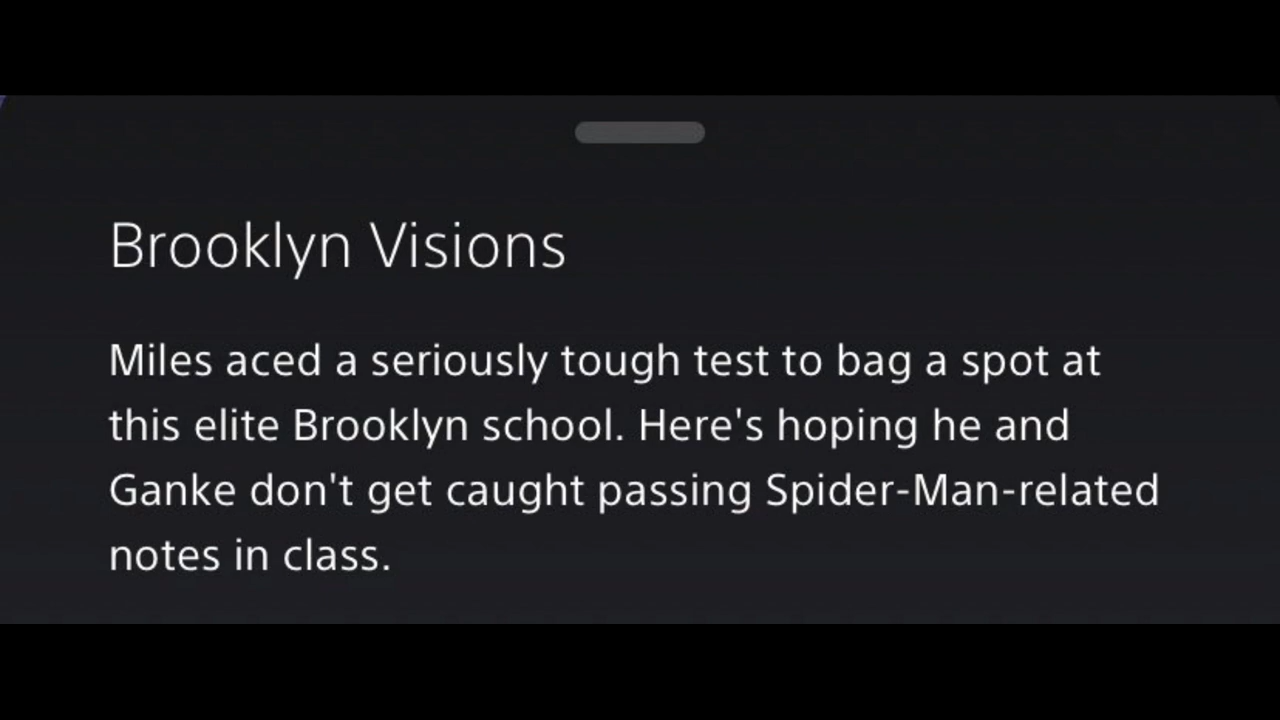 Brooklyn Visions
Miles aced a seriously tough test to bag a spot at
this elite Brooklyn school. Here's hoping he and
Ganke don't get caught passing Spider-Man-related
notes in class.